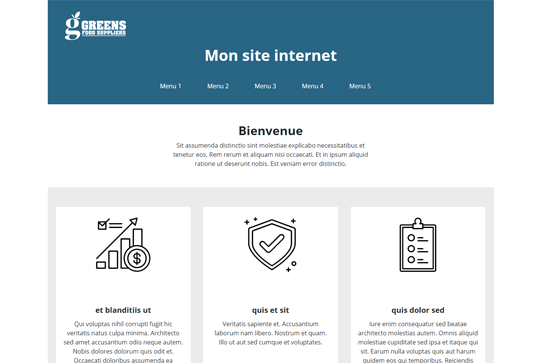 GREENS
FOOD SUPPLIERS
Mon site internet
Menu 1 Menu 2 Menu 3 Menu 4 Menu 5
Bienvenue
Sit assumenda distinctio sint molestiae explicabo necessitatibus et
tenetur eos. Rem rerum et aliquam nisi occaecati. Et in ipsum aliquid
ratione ut deserunt nobis. Est veniam error distinctio.
et blanditiis ut
Qui voluptas nihil corrupti fugit hic
veritatis natus culpa minima. Architecto
sed amet accusantium odio neque autem.
Nobis dolores dolorum quis odit et.
Occaecati doloribus assumenda ea
quis et sit
Veritatis sapiente et. Accusantium
laborum nam libero. Nostrum et quam.
Illo ut aut sed cumque et voluptates.
quis dolor sed
Iure enim consequatur sed beatae
architecto molestias autem. Omnis aliquid
molestiae cupiditate sed ipsa et itaque qui
sit. Earum nulla voluptas quis aut harum
quidem eos qui temporibus. Reiciendis